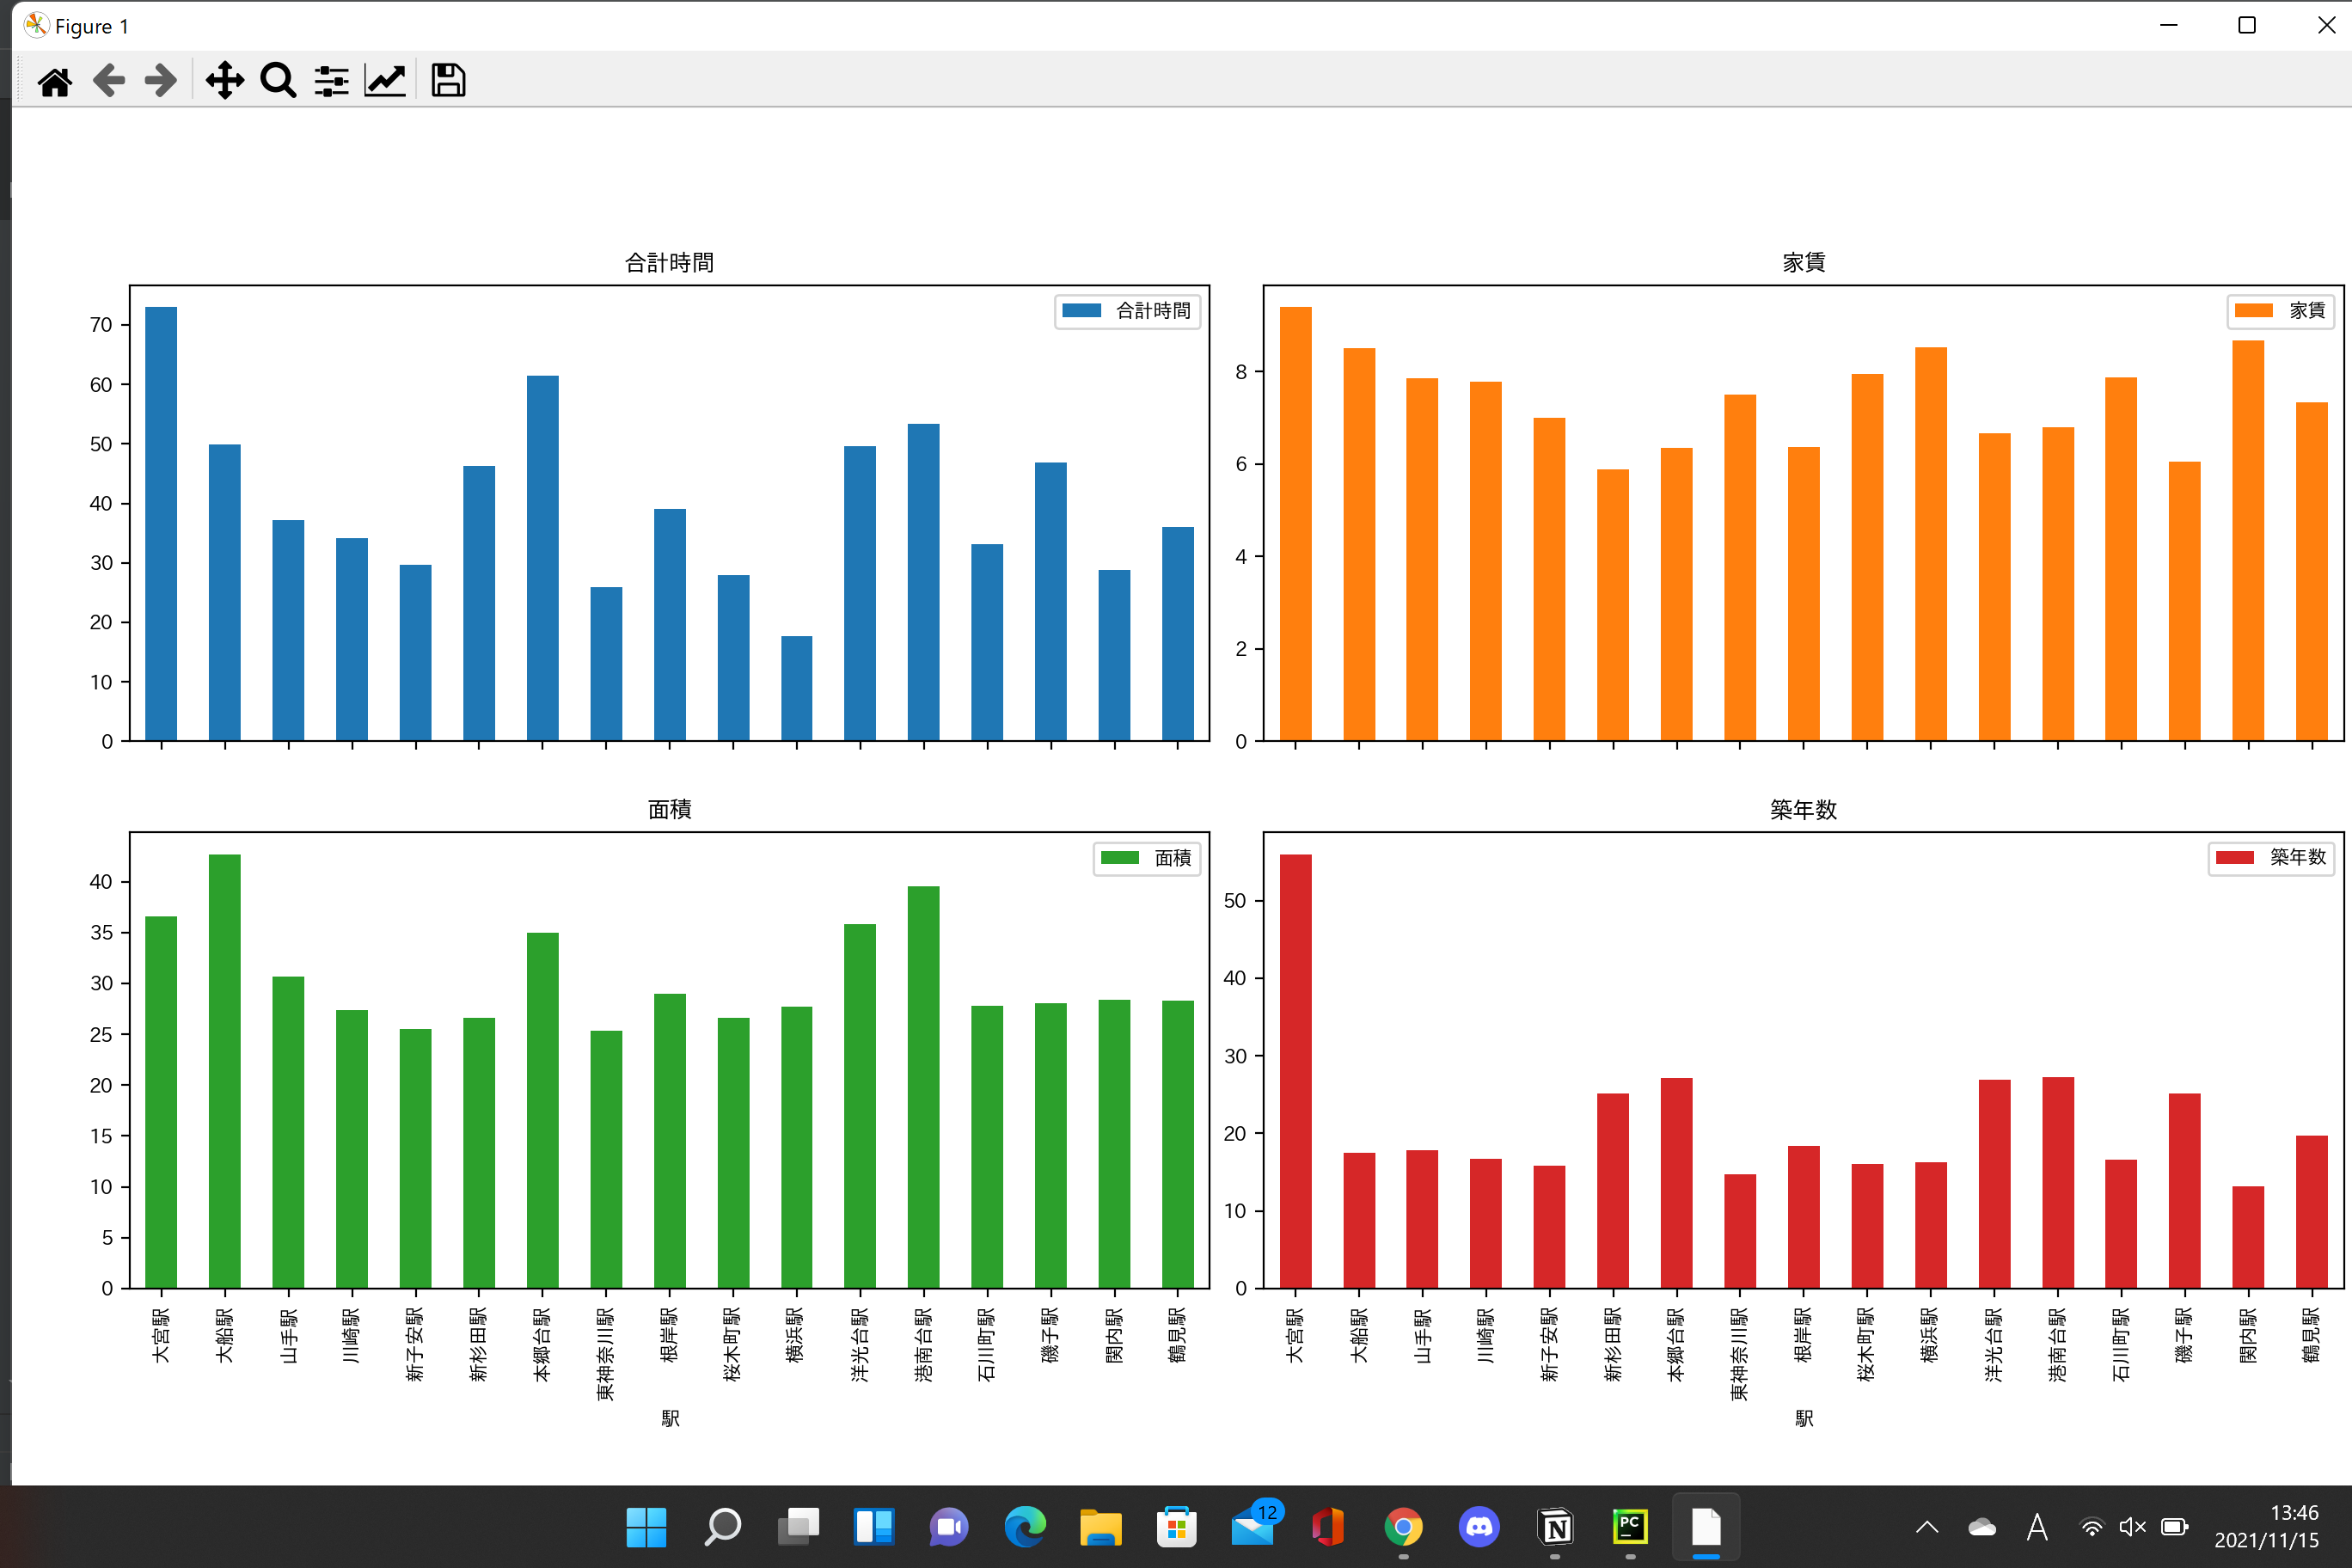 Figure 1
合計時間
合計時間
70
60
50
40
30
20
10
0
家賃
家賃
8
6
4
2
0
面積
面積
40
35
30
25
20
15
10
5
0
大宮駅
大船駅
山手駅
川崎駅
新子安駅
新杉田駅
本郷台駅
東神奈川駅
根岸駅
桜木町駅
横浜駅
洋光台駅
港南台駅
石川町駅
磯子駅
関内駅
鶴見駅
駅
築年数
築年数
50
40
30
20
10
0
大宮駅
大船駅
山手駅
川崎駅
新子安駅
新杉田駅
本郷台駅
東神奈川駅
根岸駅
桜木町駅
横浜駅
洋光台駅
港南台駅
石川町駅
磯子駅
関内駅
鶴見駅
駅
12
N
PC
A
13:46
2021/11/15